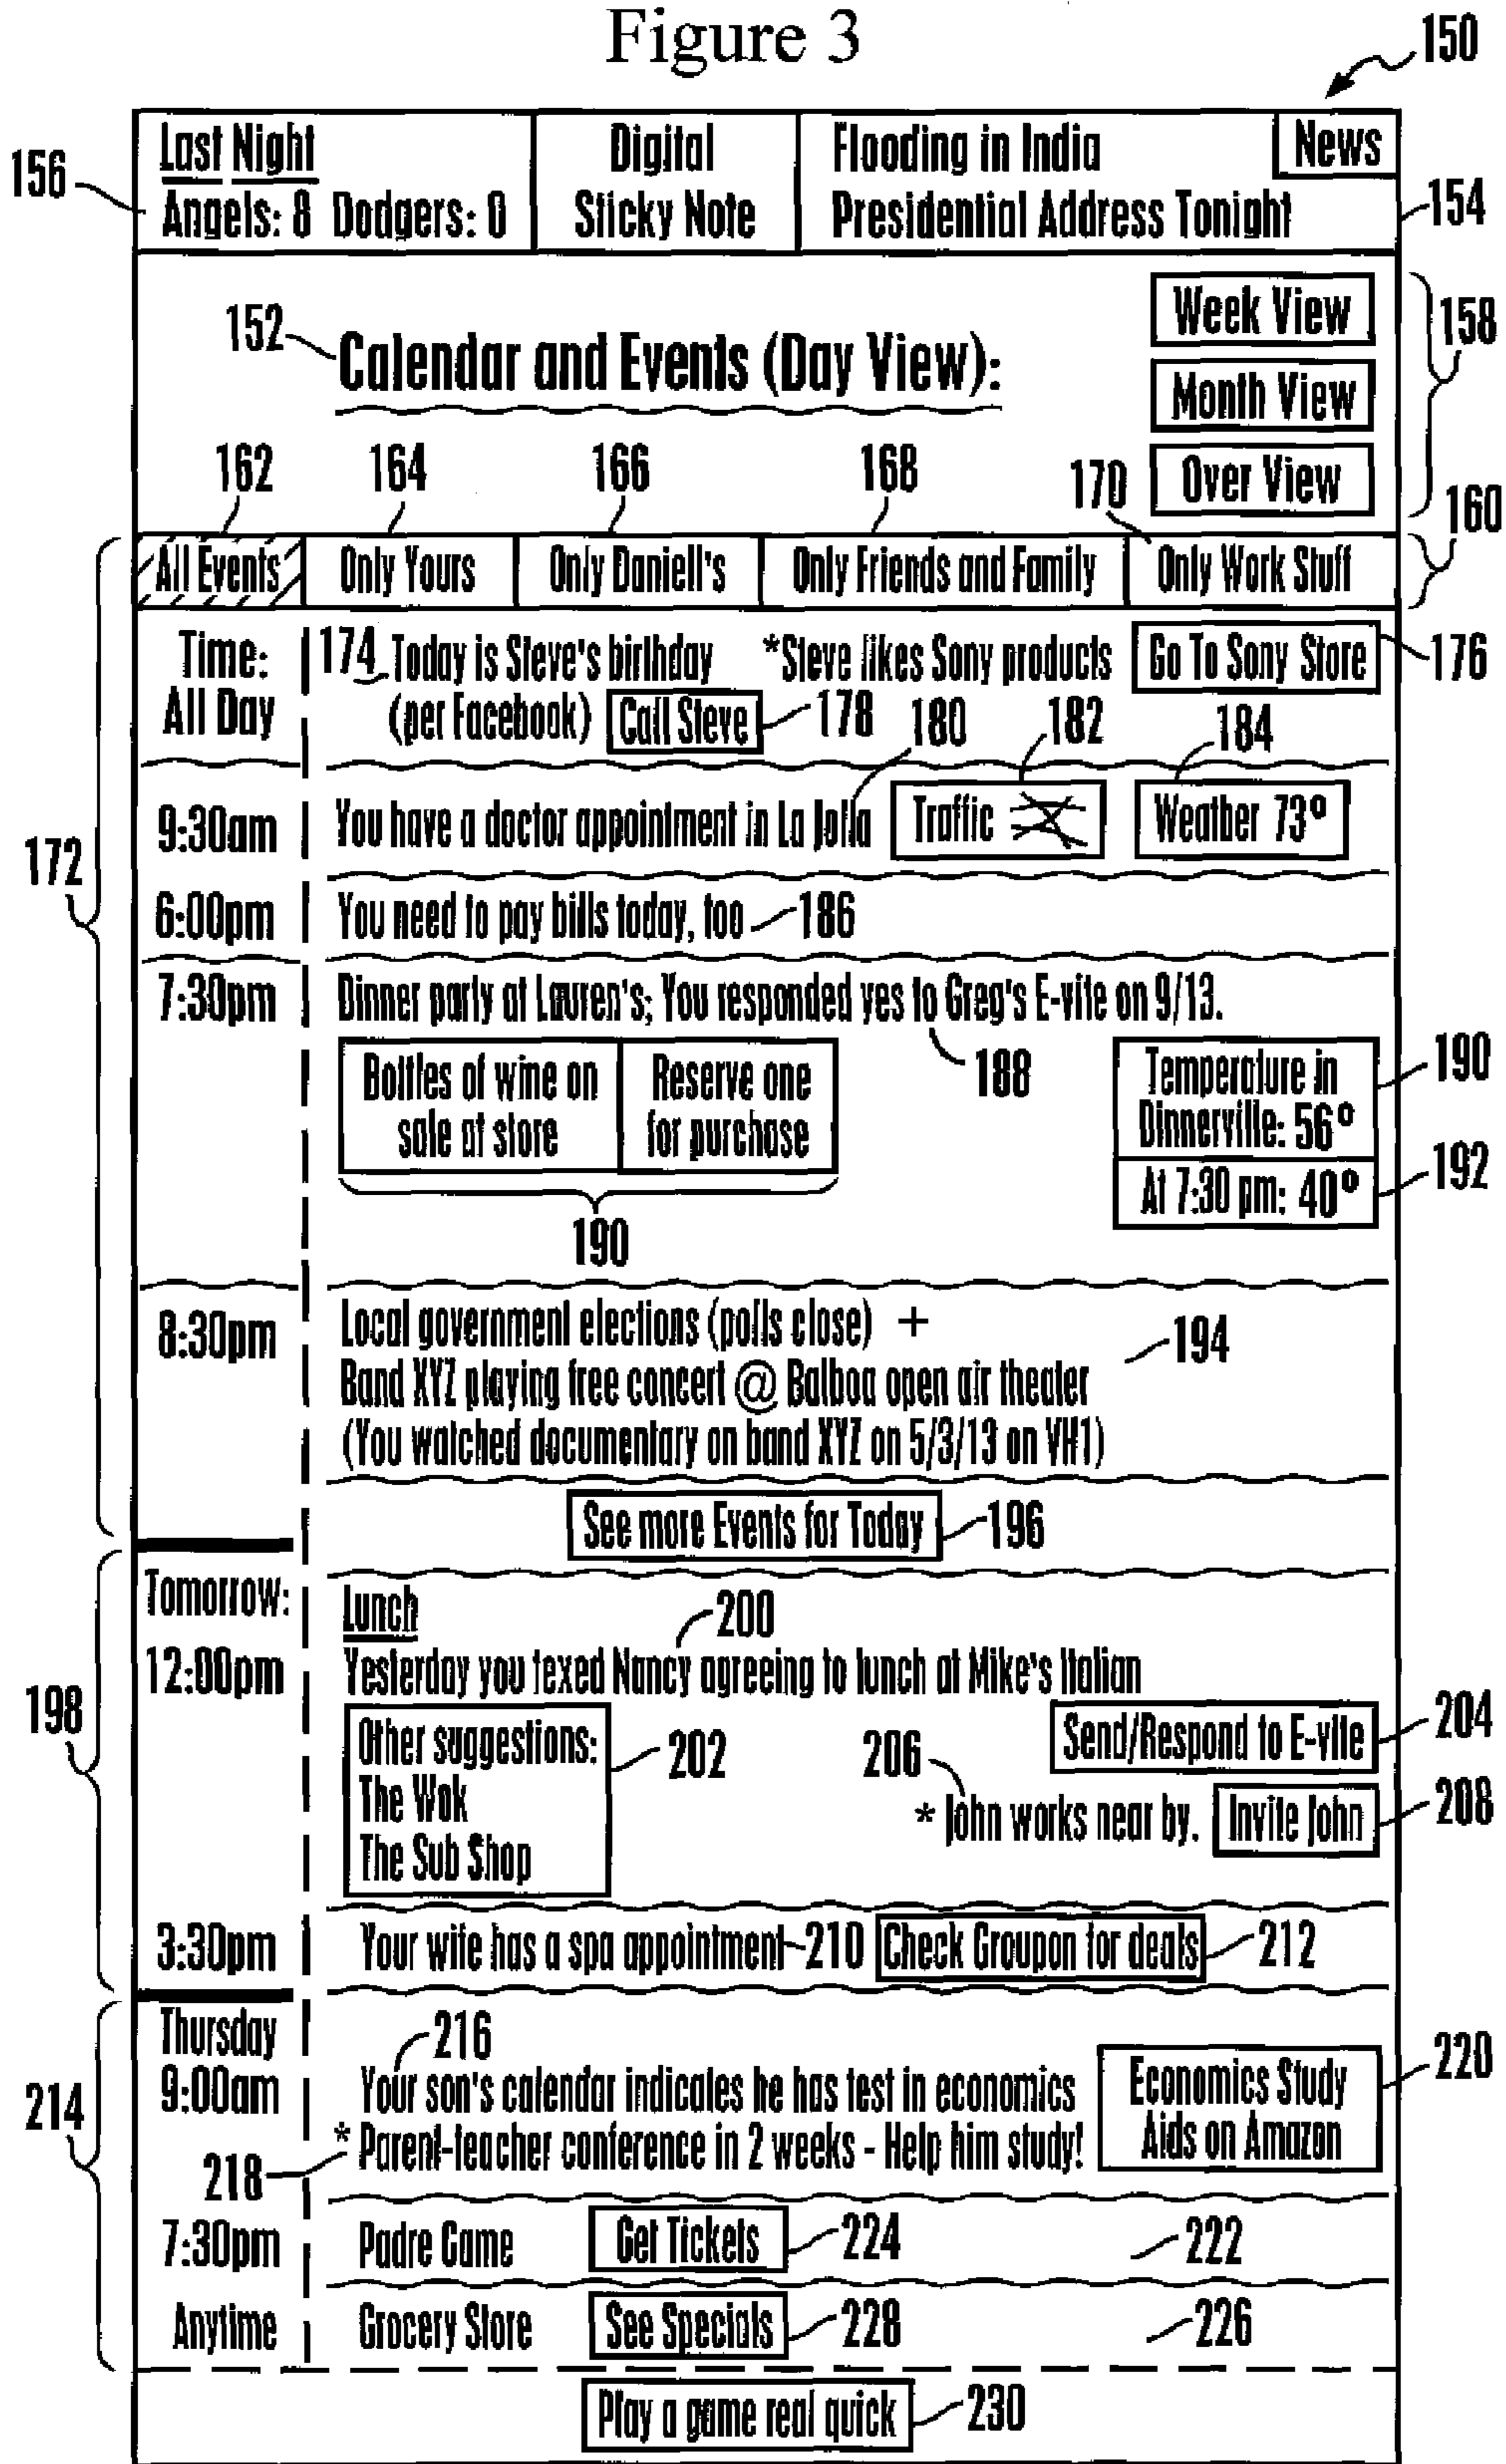 Figure 3
150
Last Night
Angels: 8 Dodgers: 0
Digital
Sticky Note
Flooding in India
News
Presidential Address Tonight
156
154
152
Calendar and Events (Day View):
Week View
Month View
Over View
158
160
162
164
166
168
170
All Events
Only Yours
Only Daniell's
Only Friends and Family
Only Work Stuff
172
Time:
All Day
174
Today is Steve's birthday
(per Facebook)
*Steve likes Sony products
Go To Sony Store
176
Call Steve
178
180
182
184
9:30am
You have a doctor appointment in La Jolla
Traffic
Weather 73°
6:00pm
You need to pay bills today, too
186
7:30pm
Dinner party at Lauren's; You responded yes to Greg's E-vite on 9/13.
188
Bottles of wine on
sale at store
Reserve one
for purchase
190
Temperature in
Dinnerville: 56°
190
At 7:30 pm: 40°
192
8:30pm
Local government elections (polls close) +
Band XYZ playing free concert @ Balboa open air theater
(You watched documentary on band XYZ on 5/3/13 on VH1)
194
See more Events for Today
196
198
Tomorrow:
12:00pm
Lunch
200
Yesterday you texed Nancy agreeing to lunch at Mike's Italian
Other suggestions:
The Wok
The Sub Shop
202
Send/Respond to E-vite
204
206
* John works near by.
Invite John
208
3:30pm
Your wife has a spa appointment
210
Check Groupon for deals
212
214
Thursday
9:00am
216
Your son's calendar indicates he has test in economics
* Parent-teacher conference in 2 weeks - Help him study!
218
Economics Study
Aids on Amazon
220
7:30pm
Padre Game
Get Tickets
224
222
Anytime
Grocery Store
See Specials
228
226
Play a game real quick
230